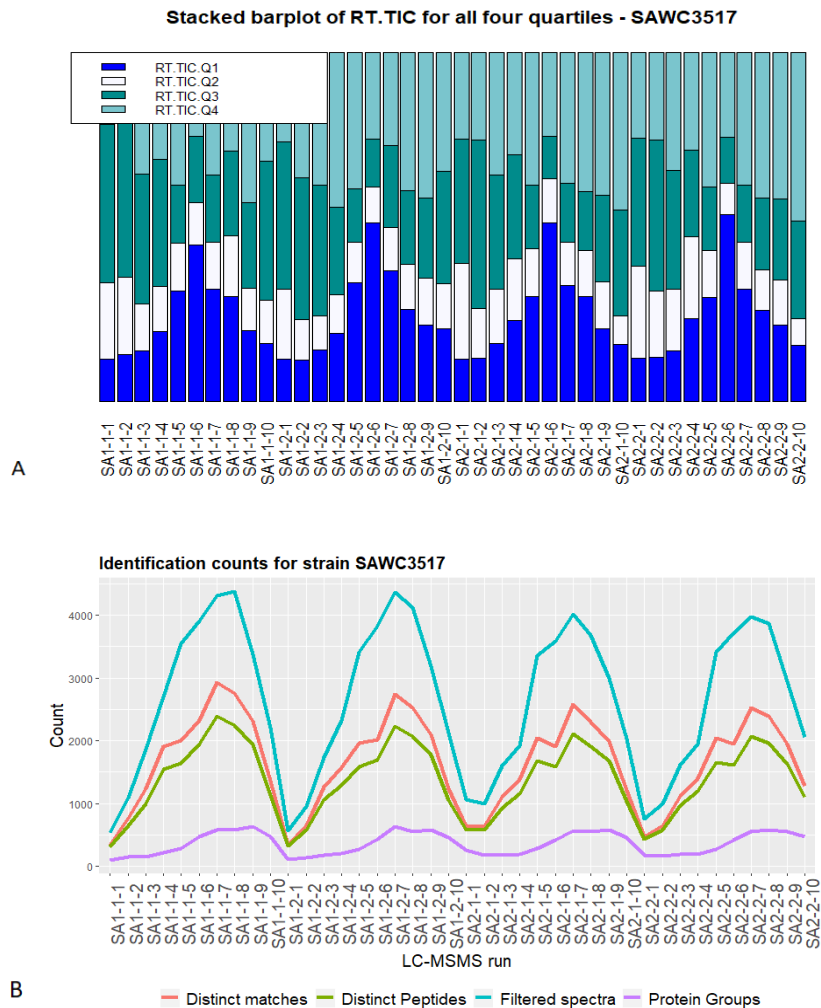 Stacked barplot of RT.TIC for all four quartiles - SAWC3517
RT.TIC.Q1
RT.TIC.Q2
RT.TIC.Q3
RT.TIC.Q4
SA1-1-1
SA1-1-2
SA1-1-3
SA1-1-4
SA1-1-5
SA1-1-6
SA1-1-7
SA1-1-8
SA1-1-9
SA1-1-10
SA1-2-1
SA1-2-2
SA1-2-3
SA1-2-4
SA1-2-5
SA1-2-6
SA1-2-7
SA1-2-8
SA1-2-9
SA1-2-10
SA2-1-1
SA2-1-2
SA2-1-3
SA2-1-4
SA2-1-5
SA2-1-6
SA2-1-7
SA2-1-8
SA2-1-9
SA2-1-10
SA2-2-1
SA2-2-2
SA2-2-3
SA2-2-4
SA2-2-5
SA2-2-6
SA2-2-7
SA2-2-8
SA2-2-9
SA2-2-10
A
Identification counts for strain SAWC3517
Count
4000
3000
2000
1000
0
SA1-1-1
SA1-1-2
SA1-1-3
SA1-1-4
SA1-1-5
SA1-1-6
SA1-1-7
SA1-1-8
SA1-1-9
SA1-1-10
SA1-2-1
SA1-2-2
SA1-2-3
SA1-2-4
SA1-2-5
SA1-2-6
SA1-2-7
SA1-2-8
SA1-2-9
SA1-2-10
SA2-1-1
SA2-1-2
SA2-1-3
SA2-1-4
SA2-1-5
SA2-1-6
SA2-1-7
SA2-1-8
SA2-1-9
SA2-1-10
SA2-2-1
SA2-2-2
SA2-2-3
SA2-2-4
SA2-2-5
SA2-2-6
SA2-2-7
SA2-2-8
SA2-2-9
SA2-2-10
LC-MSMS run
B
Distinct matches Distinct Peptides Filtered spectra Protein Groups